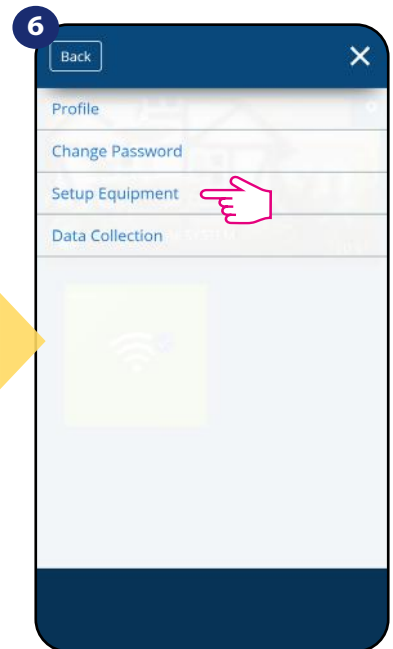 6
Back
Profile
Change Password
Setup Equipment
Data Collection